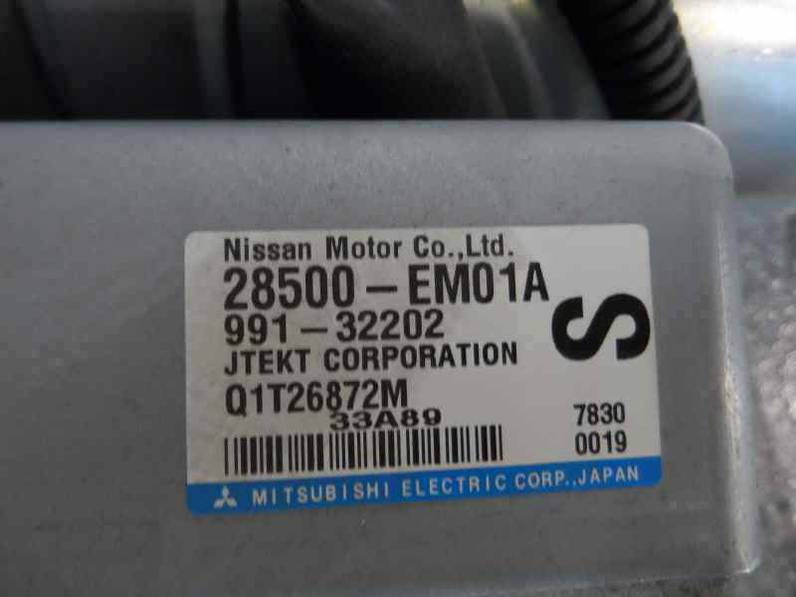 Nissan Motor Co.,Ltd.
28500-EM01A
991-32202
JTEKT CORPORATION
Q1T26872M
33A89
S
7830
0019
MITSUBISHI ELECTRIC CORP.,JAPAN